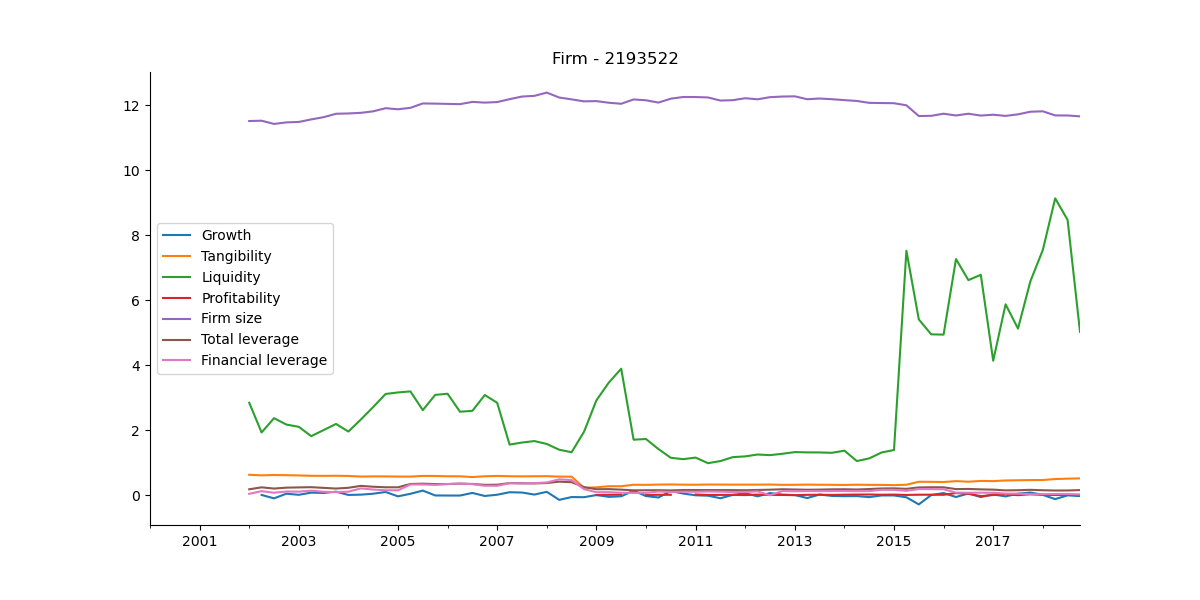 Firm - 2193522
12
10
8
6
4
2
0
Growth
Tangibility
Liquidity
Profitability
Firm size
Total leverage
Financial leverage
2001 2003 2005 2007 2009 2011 2013 2015 2017